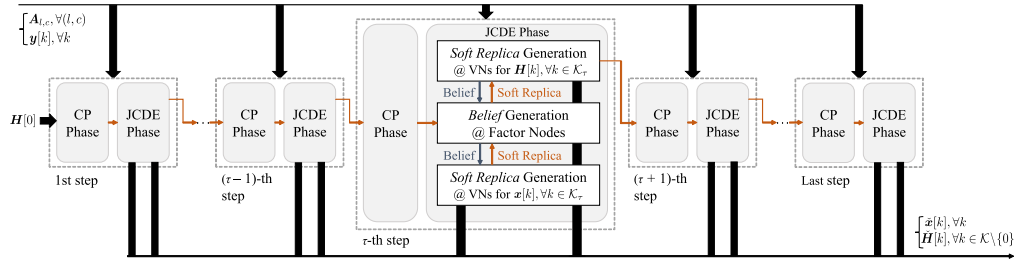 A_{l,c}, ∀(l, c)
y[k], ∀k
H[0]
CP Phase
JCDE Phase
1st step
...
CP Phase
JCDE Phase
(τ − 1)-th step
CP Phase
JCDE Phase
Soft Replica Generation
@ VNs for H[k], ∀k ∈ K_τ
Belief
Soft Replica
Belief Generation
@ Factor Nodes
Belief
Soft Replica
Soft Replica Generation
@ VNs for x[k], ∀k ∈ K_τ
τ-th step
CP Phase
JCDE Phase
(τ + 1)-th step
...
CP Phase
JCDE Phase
Last step
x̂[k], ∀k
Ĥ[k], ∀k ∈ K\{0}